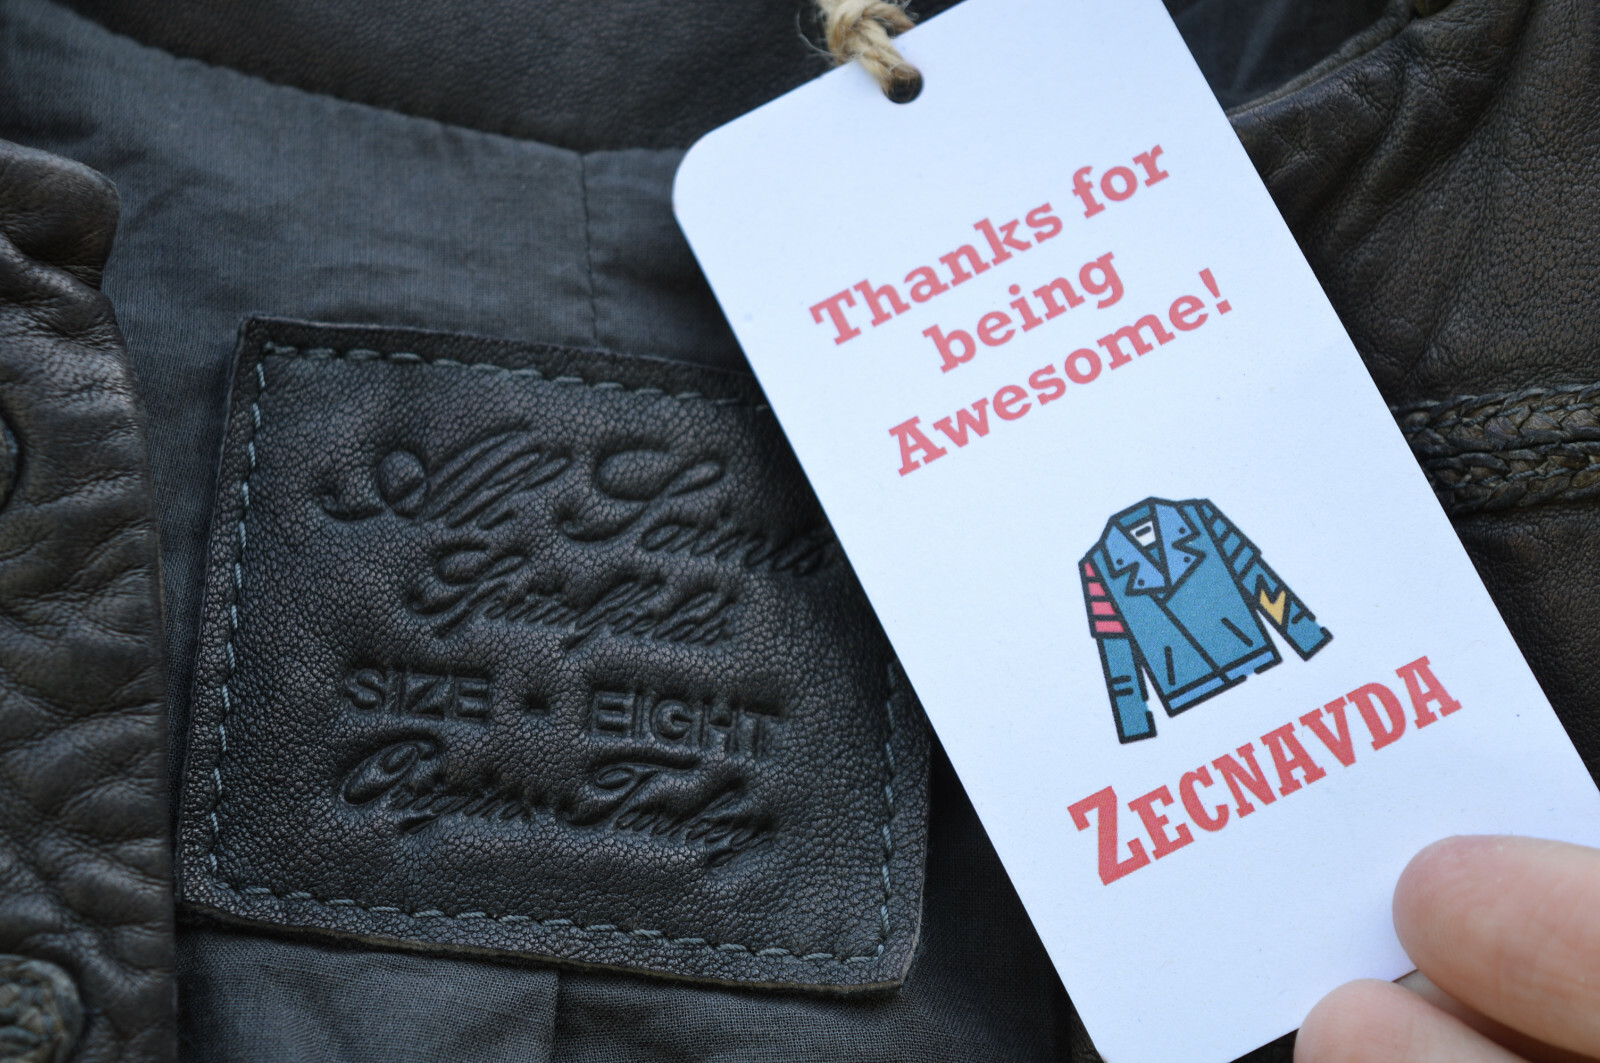 All Saints
Spitalfields
SIZE · EIGHT
Origin. Turkey
Thanks for
being
Awesome!
ZECNAVDA